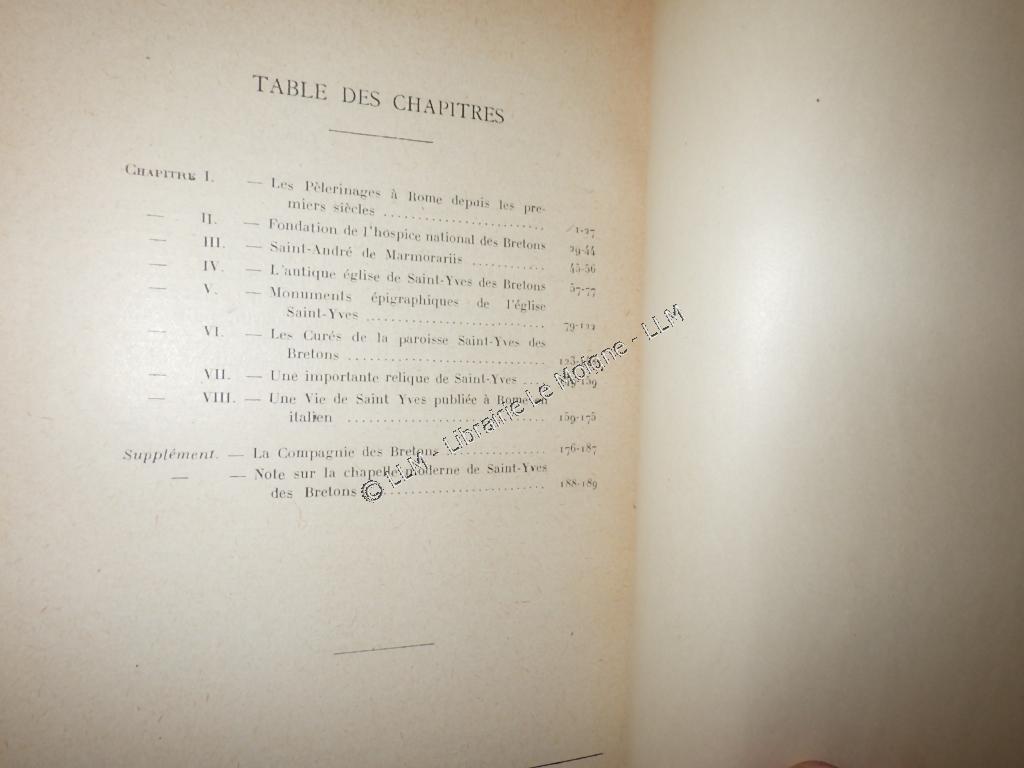 TABLE DES CHAPITRES
CHAPITRE I. — Les Pèlerinages à Rome depuis les pre-
miers siècles .......................... 1-27
— II. — Fondation de l'hospice national des Bretons 29-44
— III. — Saint-André de Marmorariis ........... 45-56
— IV. — L'antique église de Saint-Yves des Bretons 57-77
— V. — Monuments épigraphiques de l'église
Saint-Yves ............................ 79-122
— VI. — Les Curés de la paroisse Saint-Yves des
Bretons ............................
— VII. — Une importante relique de Saint-Yves ....
— VIII. — Une Vie de Saint Yves publiée à Rome en
italien ............................ 159-175
Supplément. — La Compagnie des Bretons ............. 176-187
— — Note sur la chapelle moderne de Saint-Yves
des Bretons ......................... 188-189
© LLM - Librairie Le Moigne - LLM